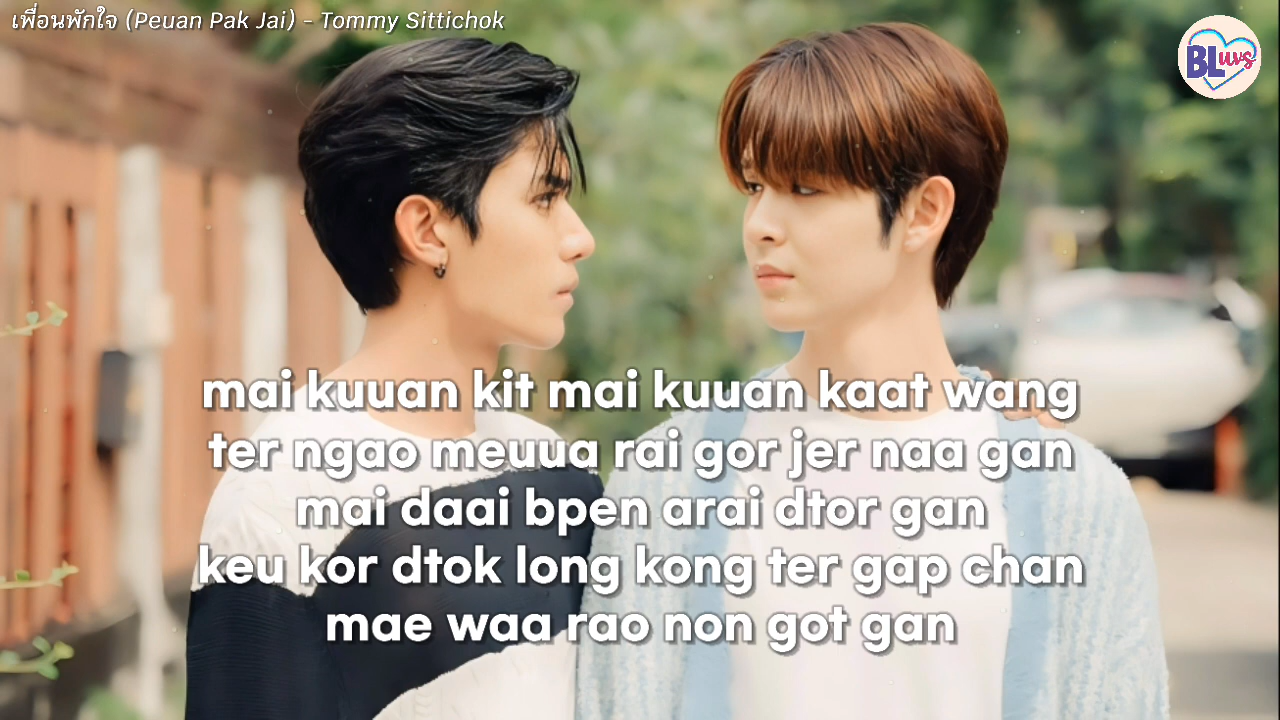 เพื่อนพักใจ (Peuan Pak Jai) - Tommy Sittichok
BLuvs
mai kuuan kit mai kuuan kaat wang
ter ngao meuua rai gor jer naa gan
mai daai bpen arai dtor gan
keu kor dtok long kong ter gap chan
mae waa rao non got gan